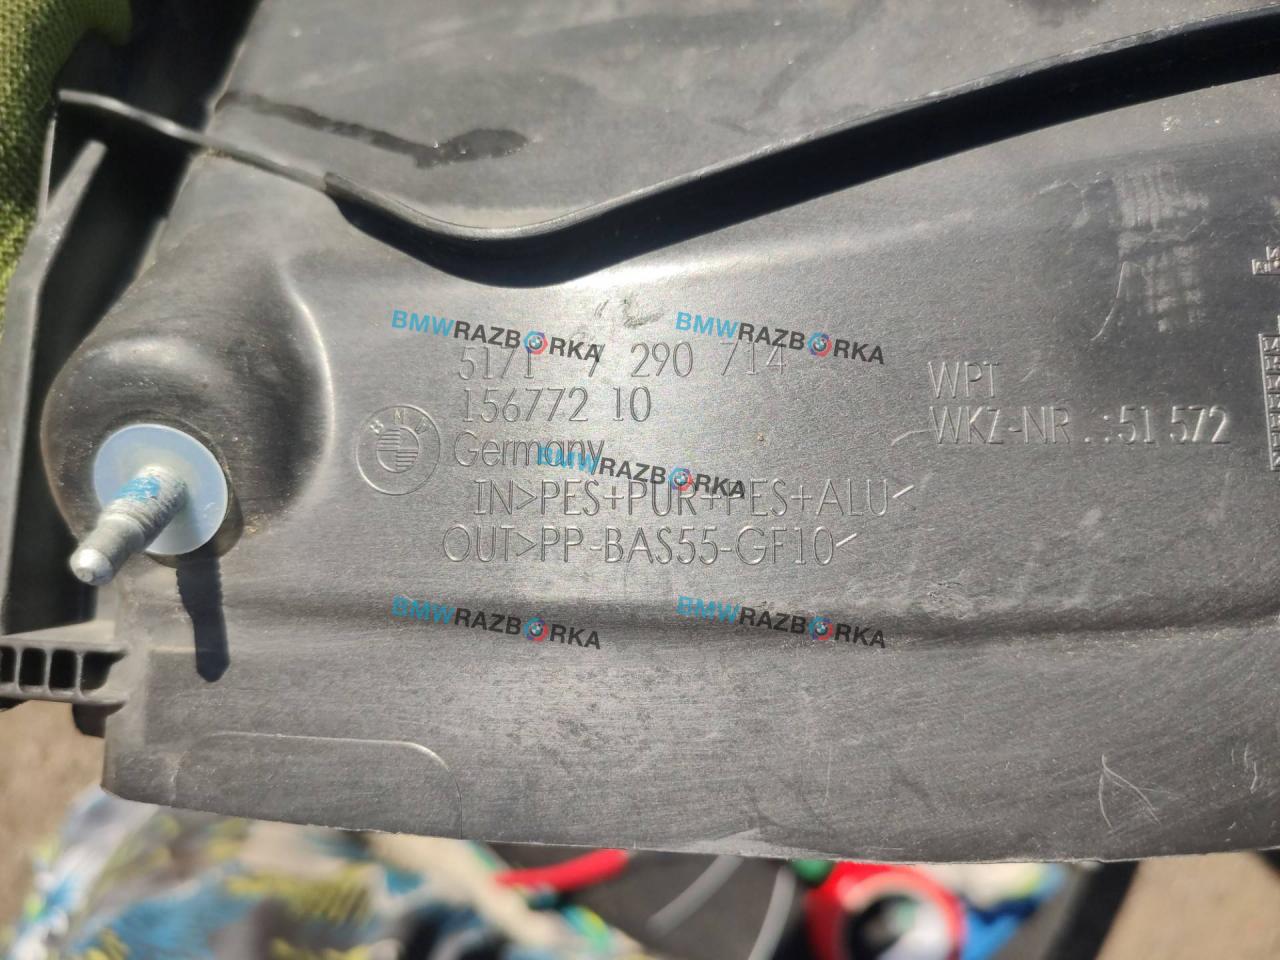 BMWRAZBORKA BMWRAZBORKA
5171 7 290 714
156772 10
WPT
WKZ-NR.:51 572
BMW
Germany
BMWRAZBORKA
IN>PES+PUR+PES+ALU<
OUT>PP-BAS55-GF10<
BMWRAZBORKA BMWRAZBORKA